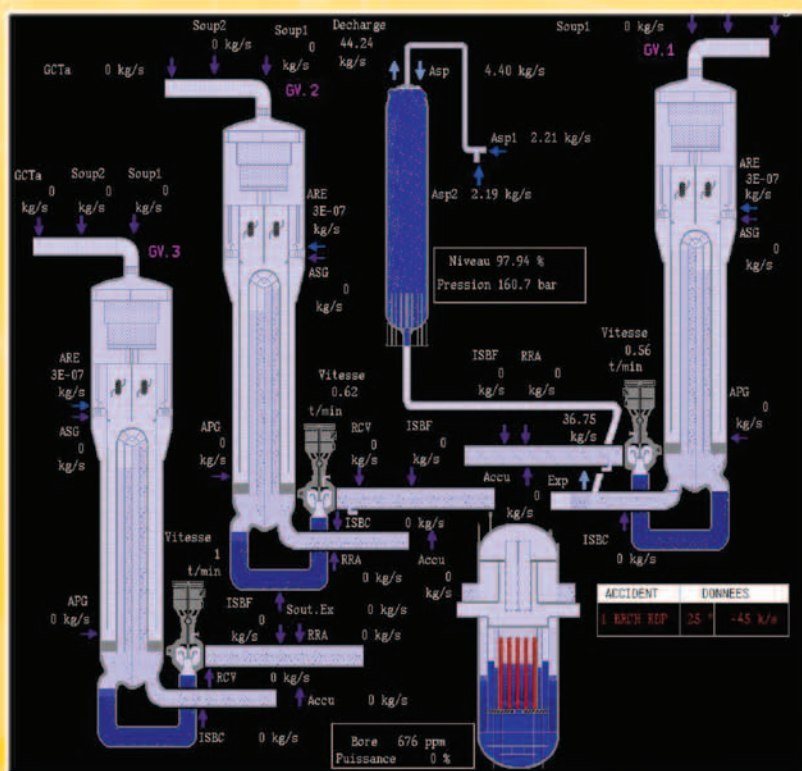 Soup2
0 kg/s
Soup1
0
kg/s
Decharge
44.24
kg/s
Soup1
0 kg/s
GCTa
0 kg/s
GV.2
Asp
4.40 kg/s
GV.1
Asp1
2.21 kg/s
Asp2
2.19 kg/s
GCTa
0
kg/s
Soup2
0
kg/s
Soup1
0
kg/s
GV.3
ARE
3E-07
kg/s
ASG
0
kg/s
ARE
3E-07
kg/s
ASG
0
kg/s
Niveau 97.94 %
Pression 160.7 bar
ARE
3E-07
kg/s
ASG
0
kg/s
Vitesse
0.62
t/min
ISBF
0
kg/s
RRA
0
kg/s
Vitesse
0.56
t/min
APG
0
kg/s
RCV
0
kg/s
ISBF
0
kg/s
36.75
kg/s
APG
0
kg/s
Accu
0
kg/s
Exp
ISBC
0 kg/s
ISBC
0 kg/s
RRA
0 kg/s
Accu
0
kg/s
Vitesse
1
t/min
APG
0 kg/s
ISBF
0
kg/s
Sout.Ex
0 kg/s
RRA
0 kg/s
RCV
0 kg/s
Accu
0 kg/s
ISBC
0 kg/s
ACCIDENT DONNEES
1 BRCH RDP 25 " -45 k/s
Bore 676 ppm
Puissance 0 %